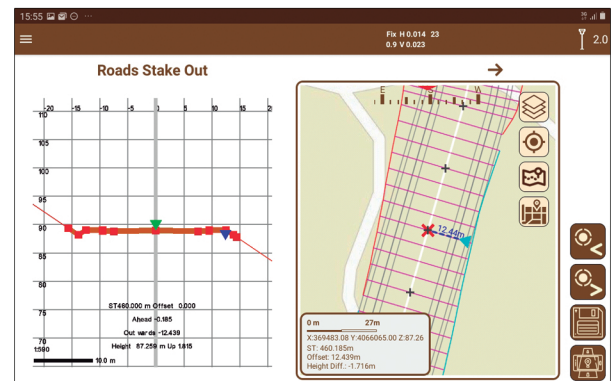 15:55
Fix H 0.014 23
0.9 V 0.023
2.0
Roads Stake Out
-20 -15 -10 -5 0 5 10 15 2
110
105
100
95
90
85
80
75
70
ST460.000 m Offset 0.000
Ahead -0.185
Out wards -12.439
Height 87.259 m Up 1.815
1:590
10.0 m
E S W
12.44m
0 m 27m
X:369483.08 Y:4066065.00 Z:87.26
ST: 460.185m
Offset: 12.439m
Height Diff.: -1.716m